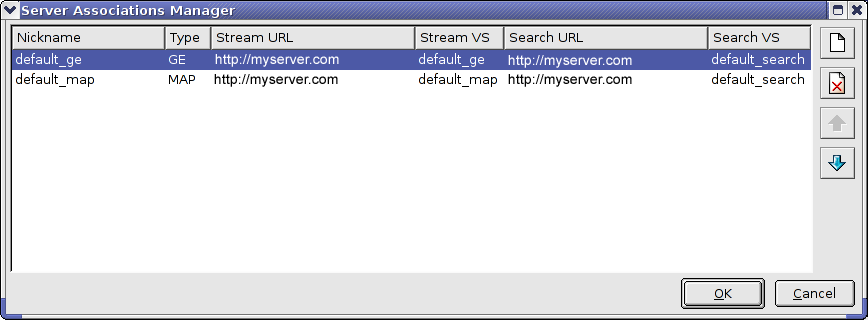 Server Associations Manager
Nickname Type Stream URL Stream VS Search URL Search VS
default_ge GE http://myserver.com default_ge http://myserver.com default_search
default_map MAP http://myserver.com default_map http://myserver.com default_search
OK Cancel